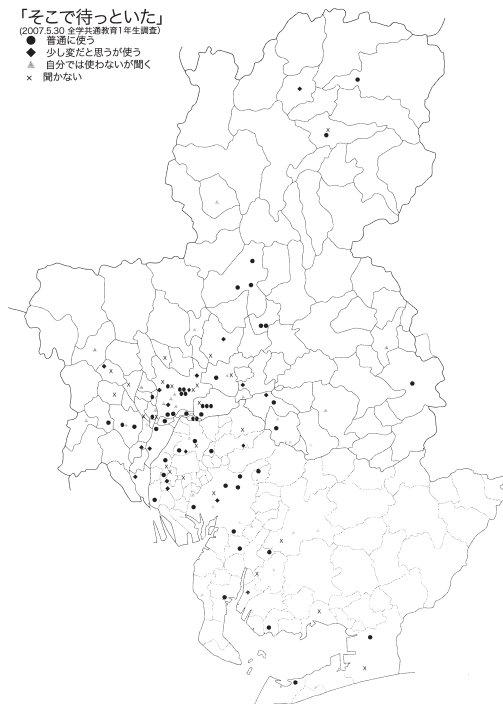 「そこで待っといた」
(2007.5.30 全学共通教育1年生調査)
● 普通に使う
◆ 少し変だと思うが使う
▲ 自分では使わないが聞く
× 聞かない